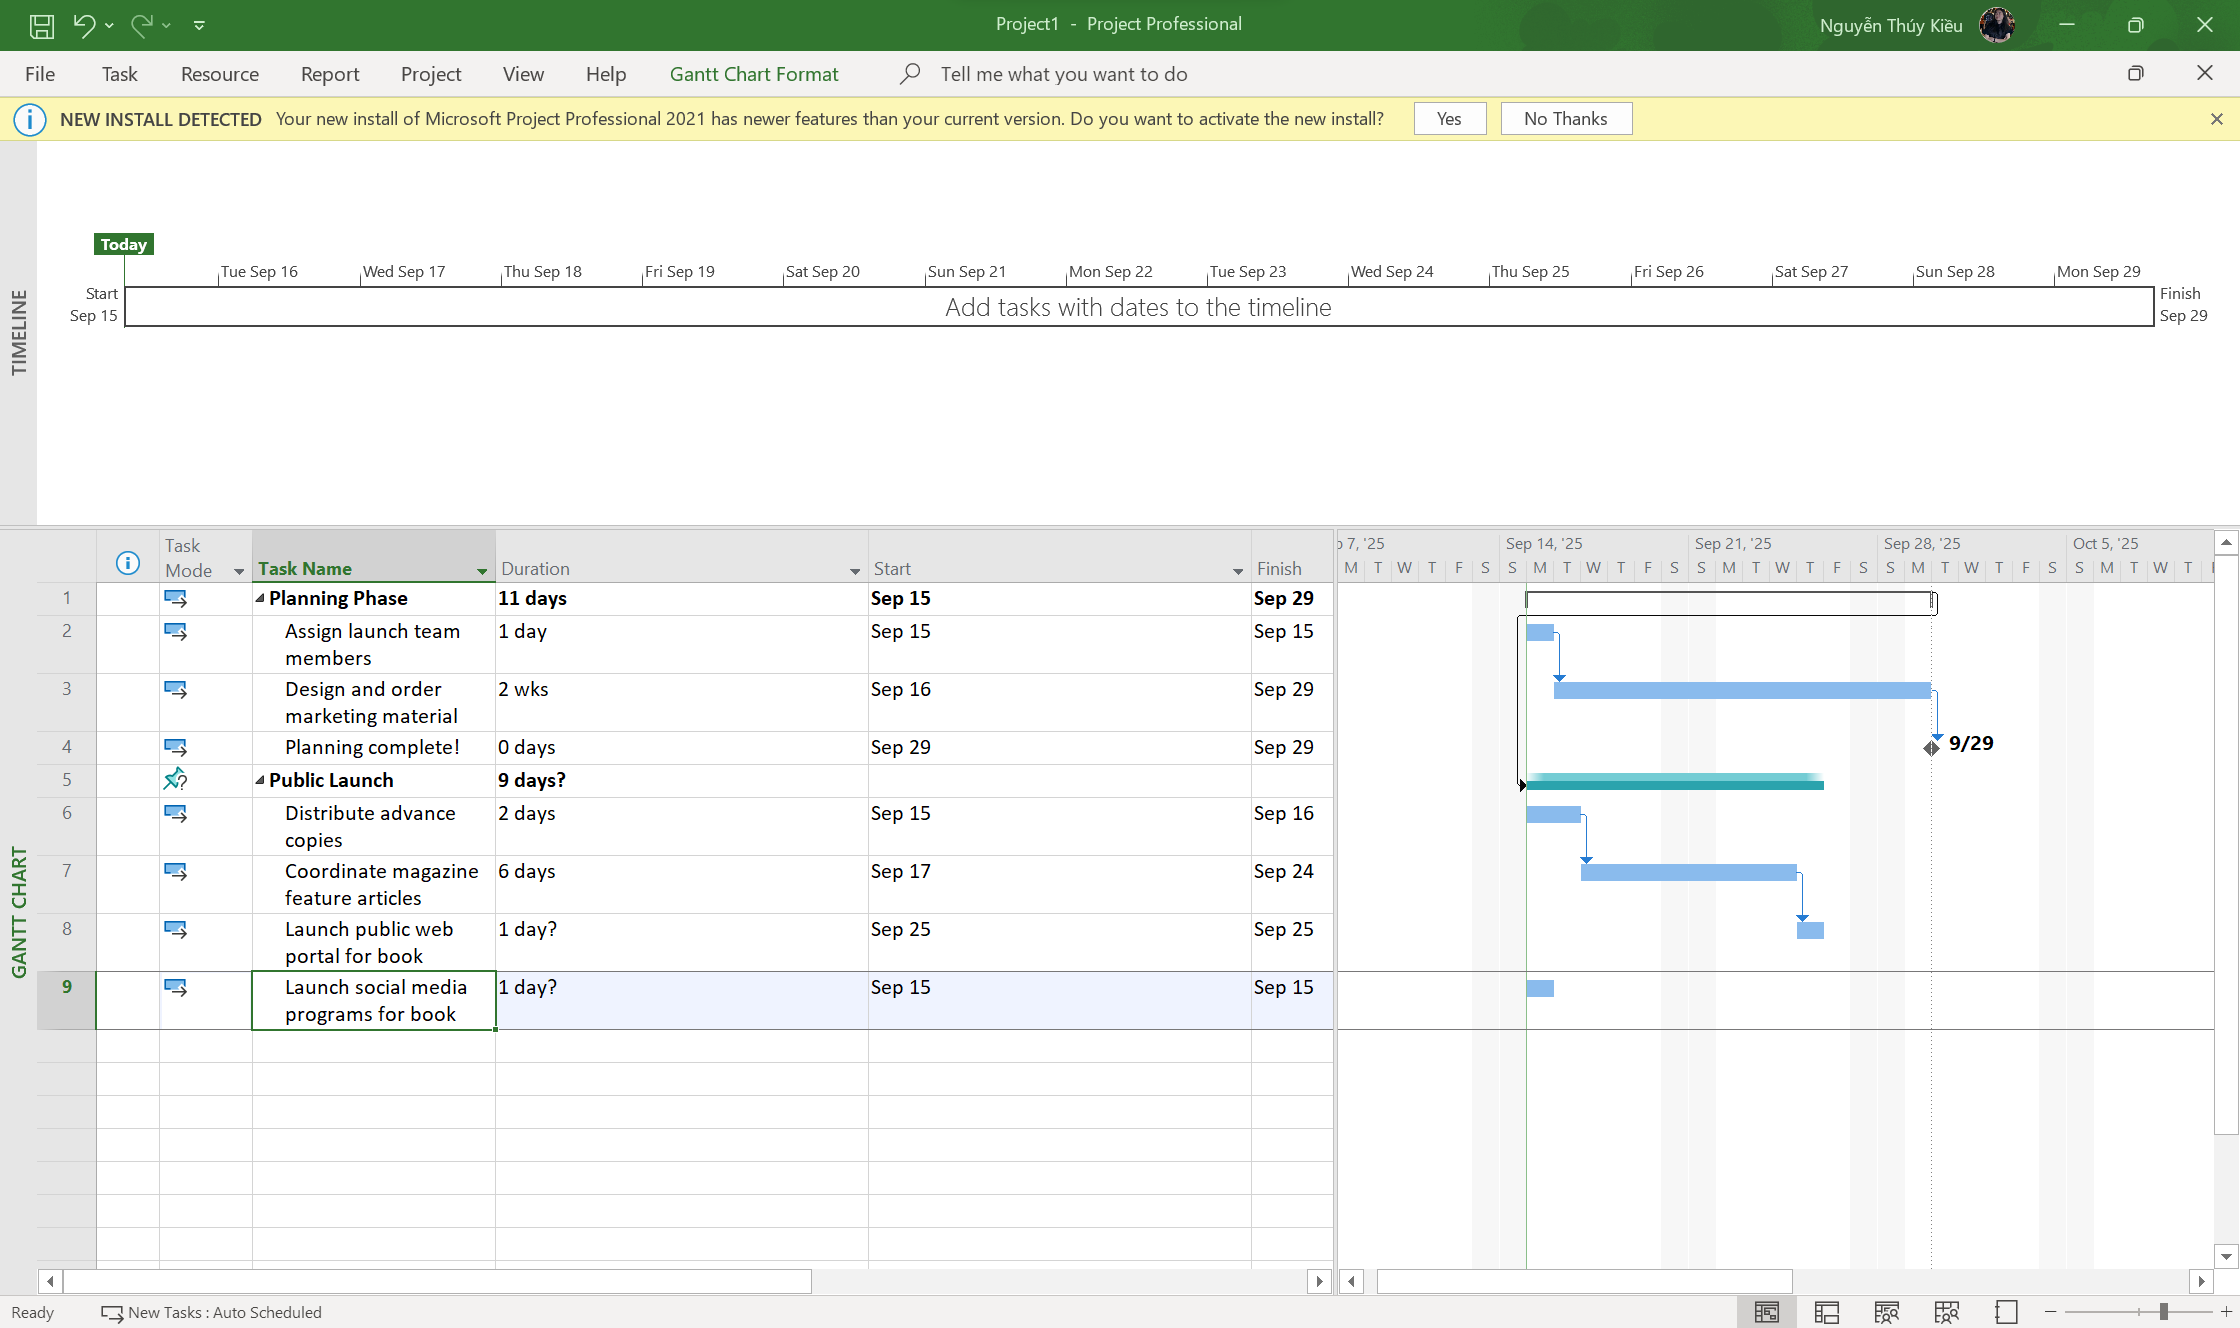 Project1 - Project Professional
Nguyễn Thúy Kiều
File Task Resource Report Project View Help Gantt Chart Format Tell me what you want to do
NEW INSTALL DETECTED Your new install of Microsoft Project Professional 2021 has newer features than your current version. Do you want to activate the new install? Yes No Thanks
TIMELINE
Today
Tue Sep 16 Wed Sep 17 Thu Sep 18 Fri Sep 19 Sat Sep 20 Sun Sep 21 Mon Sep 22 Tue Sep 23 Wed Sep 24 Thu Sep 25 Fri Sep 26 Sat Sep 27 Sun Sep 28 Mon Sep 29
Start
Sep 15
Add tasks with dates to the timeline
Finish
Sep 29
GANTT CHART
Task
Mode Task Name Duration Start Finish
7, '25 Sep 14, '25 Sep 21, '25 Sep 28, '25 Oct 5, '25
M T W T F S S M T W T F S S M T W T F S S M T W T F S S M T W T
1 Planning Phase 11 days Sep 15 Sep 29
2 Assign launch team 1 day Sep 15 Sep 15
members
3 Design and order 2 wks Sep 16 Sep 29
marketing material
4 Planning complete! 0 days Sep 29 Sep 29 9/29
5 Public Launch 9 days?
6 Distribute advance 2 days Sep 15 Sep 16
copies
7 Coordinate magazine 6 days Sep 17 Sep 24
feature articles
8 Launch public web 1 day? Sep 25 Sep 25
portal for book
9 Launch social media 1 day? Sep 15 Sep 15
programs for book
Ready New Tasks : Auto Scheduled